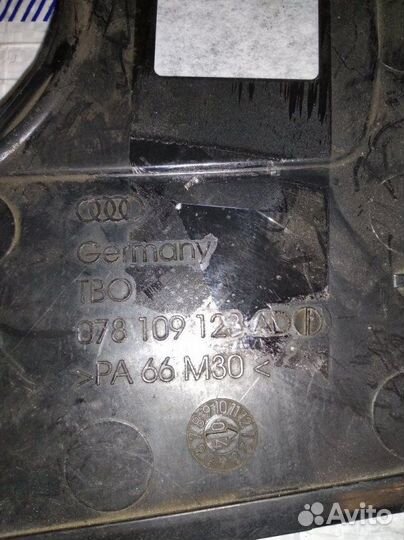 Germany
TBO
078 109 123 AD
>PA 66 M30<
Avito